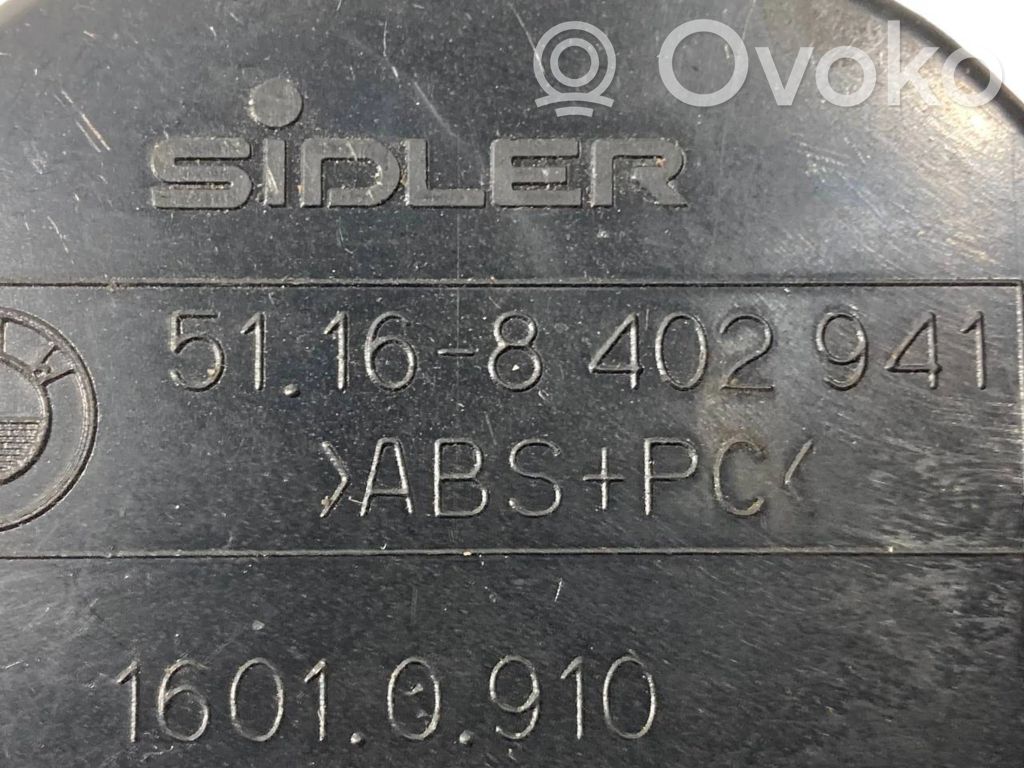 Ovoko
SiDLER
51.16-8 402 941
>ABS+PC<
1601.0.910